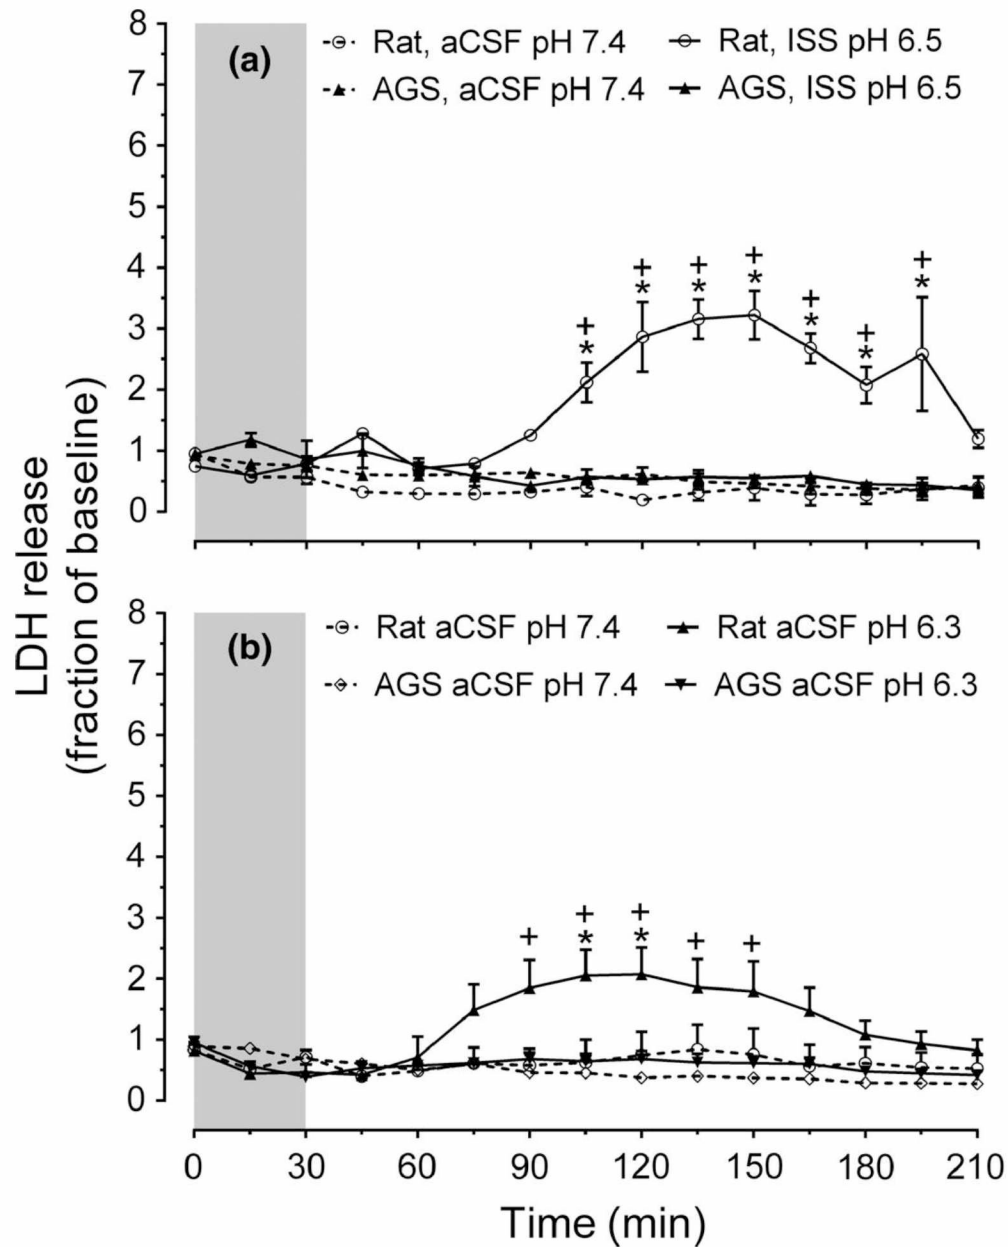 LDH release
(fraction of baseline)
8
7
6
5
4
3
2
1
0
(a)
Rat, aCSF pH 7.4
Rat, ISS pH 6.5
AGS, aCSF pH 7.4
AGS, ISS pH 6.5
+ + + + + + +
* * * * * * *
8
7
6
5
4
3
2
1
0
(b)
Rat aCSF pH 7.4
Rat aCSF pH 6.3
AGS aCSF pH 7.4
AGS aCSF pH 6.3
+ + + + +
* *
0 30 60 90 120 150 180 210
Time (min)